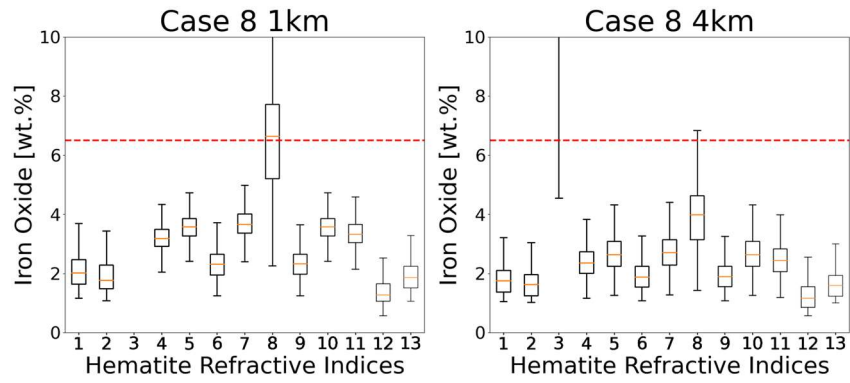 Case 8 1km
Iron Oxide [wt.%]
10
8
6
4
2
0
1 2 3 4 5 6 7 8 9 10 11 12 13
Hematite Refractive Indices
Case 8 4km
Iron Oxide [wt.%]
10
8
6
4
2
0
1 2 3 4 5 6 7 8 9 10 11 12 13
Hematite Refractive Indices